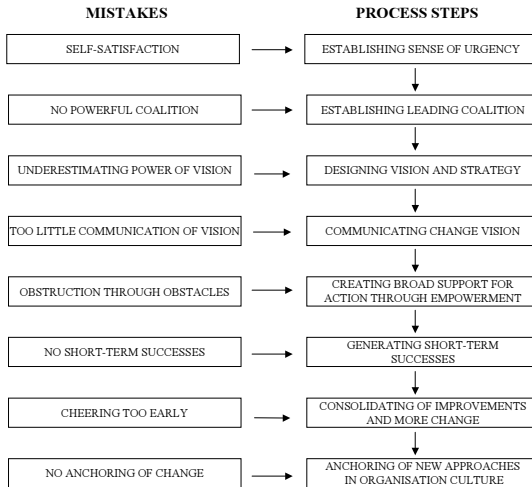 MISTAKES
PROCESS STEPS
SELF-SATISFACTION
ESTABLISHING SENSE OF URGENCY
NO POWERFUL COALITION
ESTABLISHING LEADING COALITION
UNDERESTIMATING POWER OF VISION
DESIGNING VISION AND STRATEGY
TOO LITTLE COMMUNICATION OF VISION
COMMUNICATING CHANGE VISION
OBSTRUCTION THROUGH OBSTACLES
CREATING BROAD SUPPORT FOR
ACTION THROUGH EMPOWERMENT
NO SHORT-TERM SUCCESSES
GENERATING SHORT-TERM
SUCCESSES
CHEERING TOO EARLY
CONSOLIDATING OF IMPROVEMENTS
AND MORE CHANGE
NO ANCHORING OF CHANGE
ANCHORING OF NEW APPROACHES
IN ORGANISATION CULTURE